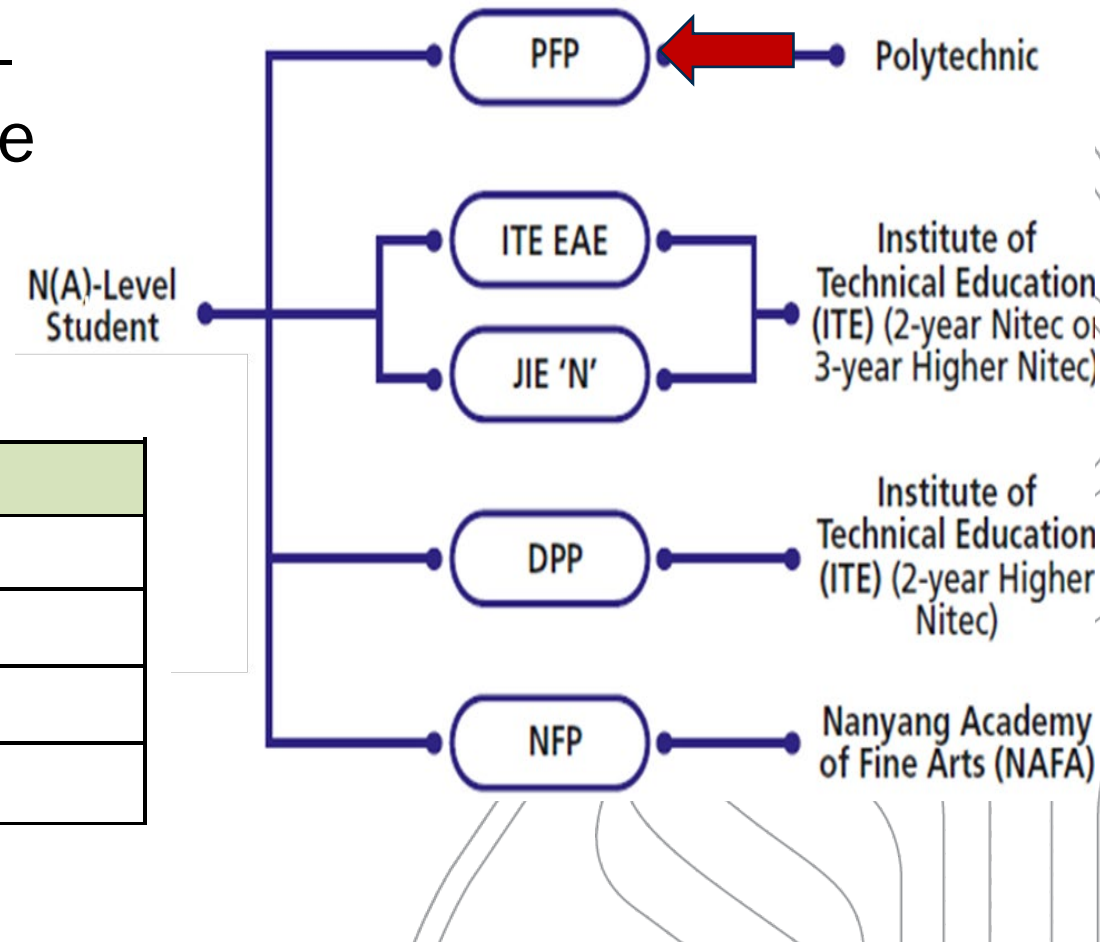 e
PFP
Polytechnic
ITE EAE
JIE ‘N’
N(A)-Level
Student
Institute of
Technical Education
(ITE) (2-year Nitec or
3-year Higher Nitec)
DPP
Institute of
Technical Education
(ITE) (2-year Higher
Nitec)
NFP
Nanyang Academy
of Fine Arts (NAFA)